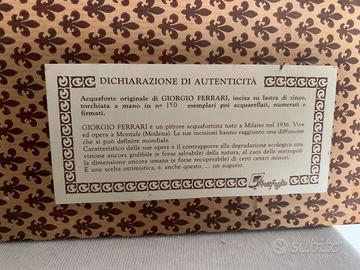 DICHIARAZIONE DI AUTENTICITÀ
Acquaforte originale di GIORGIO FERRARI, incisa su lastra di zinco,
torchiata a mano in n° 150 esemplari poi acquarellati, numerati e
firmati.
GIORGIO FERRARI è un pittore acquafortista nato a Milano nel 1936. Vive
ed opera a Montale (Modena). Le sue incisioni hanno raggiunto una diffusione
che si può definire mondiale.
Caratteristico delle sue opere è il contrapporre alla degradazione ecologica una
visione ancora godibile (e forse salvabile) della natura, al caos delle metropoli
la dimensione ancora umana (e forse recuperabile) di certi centri minori.
È una scelta ottimistica, è, anche questo, ... un augurio.
subito